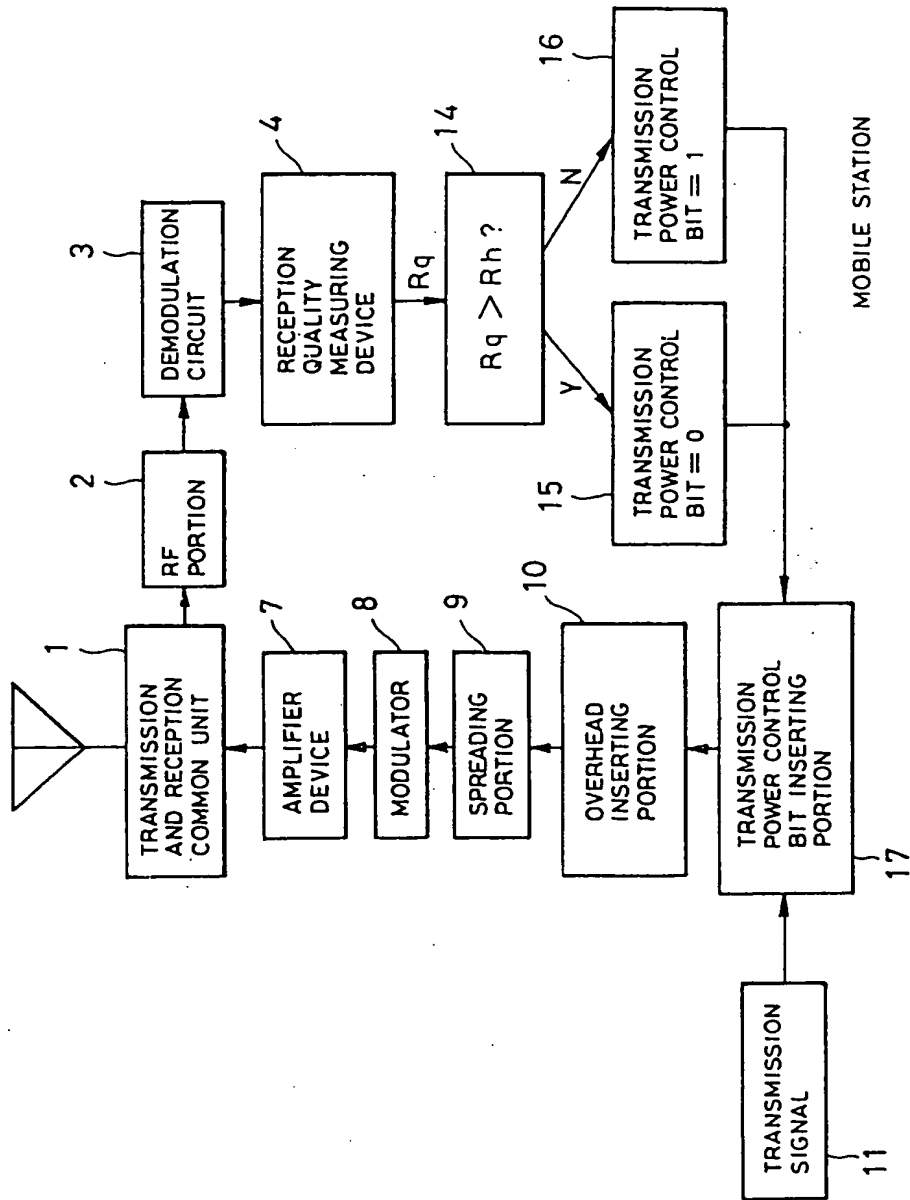 1
TRANSMISSION
AND RECEPTION
COMMON UNIT
2
RF
PORTION
3
DEMODULATION
CIRCUIT
4
RECEPTION
QUALITY
MEASURING
DEVICE
Rq
14
Rq > Rh ?
Y
N
15
TRANSMISSION
POWER CONTROL
BIT = 0
16
TRANSMISSION
POWER CONTROL
BIT = 1
7
AMPLIFIER
DEVICE
8
MODULATOR
9
SPREADING
PORTION
10
OVERHEAD
INSERTING
PORTION
TRANSMISSION
POWER CONTROL
BIT INSERTING
PORTION
17
TRANSMISSION
SIGNAL
11
MOBILE STATION